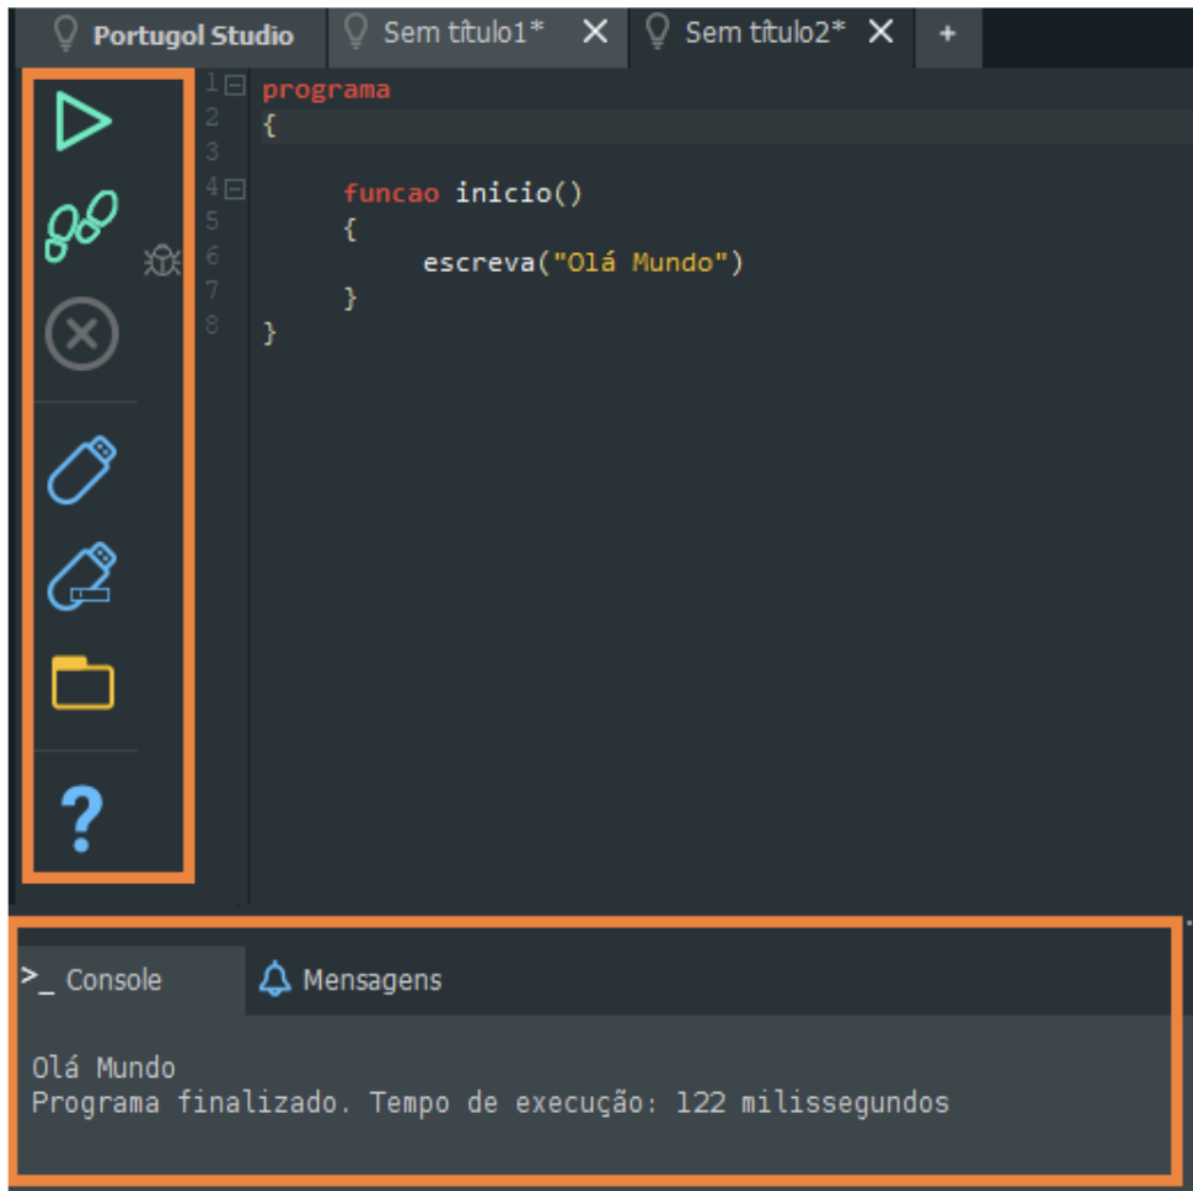 Portugol Studio Sem título1* Sem título2* +
1 programa
2 {
3
4 funcao inicio()
5 {
6 escreva("Olá Mundo")
7 }
8 }
?
>_ Console Mensagens
Olá Mundo
Programa finalizado. Tempo de execução: 122 milissegundos